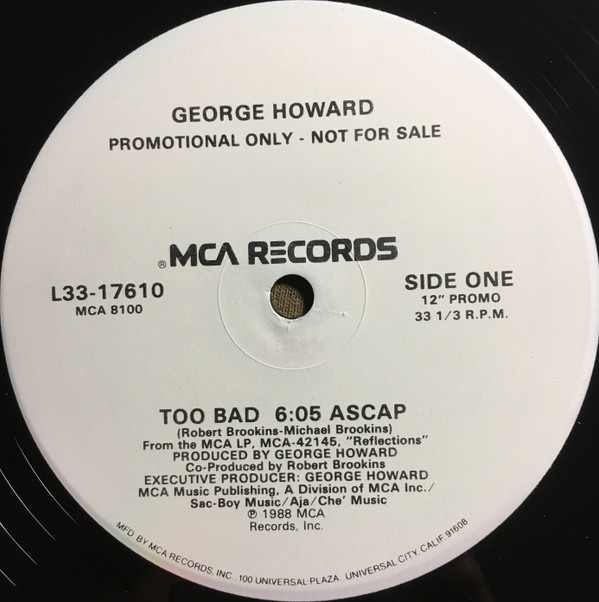 GEORGE HOWARD
PROMOTIONAL ONLY - NOT FOR SALE
® MCA RECORDS
L33-17610
MCA 8100
SIDE ONE
12" PROMO
33 1/3 R.P.M.
TOO BAD 6:05 ASCAP
(Robert Brookins-Michael Brookins)
From the MCA LP, MCA-42145, "Reflections"
PRODUCED BY GEORGE HOWARD
Co-Produced by Robert Brookins
EXECUTIVE PRODUCER: GEORGE HOWARD
MCA Music Publishing, A Division of MCA Inc./
Sac-Boy Music/Aja/Che' Music
℗ 1988 MCA
Records, Inc.
MFD BY MCA RECORDS, INC., 100 UNIVERSAL PLAZA, UNIVERSAL CITY, CALIF 91608